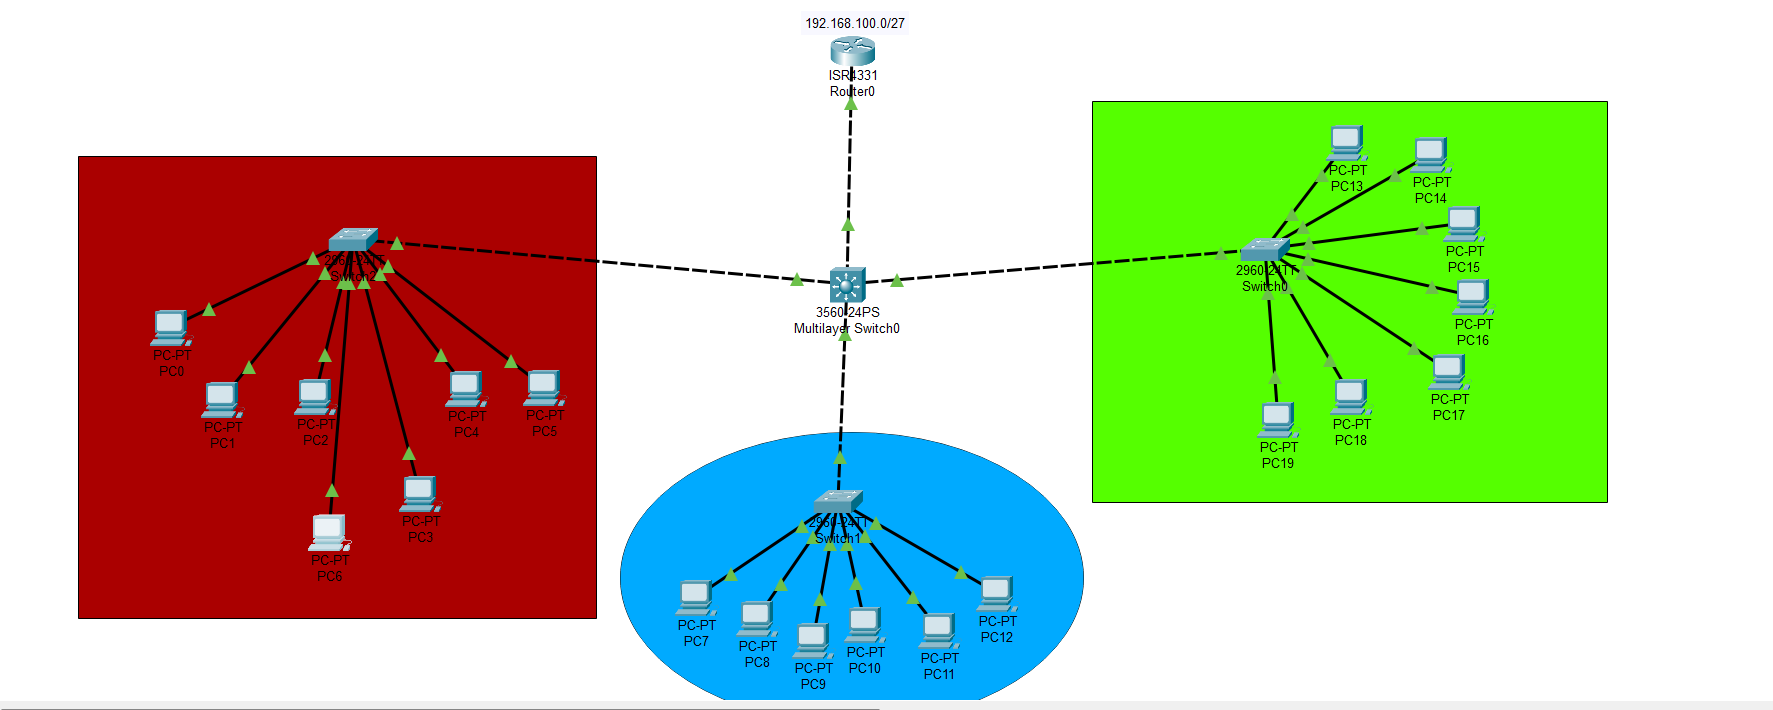 192.168.100.0/27
ISR4331
Router0
2960-24TT
Switch2
PC-PT
PC0
PC-PT
PC1
PC-PT
PC2
PC-PT
PC4
PC-PT
PC5
PC-PT
PC3
PC-PT
PC6
3560-24PS
Multilayer Switch0
2960-24TT
Switch1
PC-PT
PC7
PC-PT
PC8
PC-PT
PC9
PC-PT
PC10
PC-PT
PC11
PC-PT
PC12
PC-PT
PC13
PC-PT
PC14
PC-PT
PC15
2960-24TT
Switch0
PC-PT
PC16
PC-PT
PC17
PC-PT
PC18
PC-PT
PC19